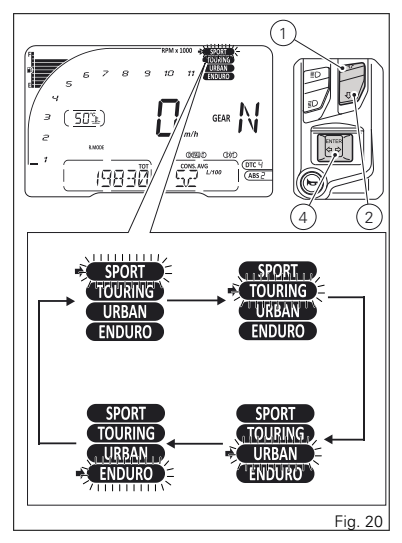 RPM x 1000
SPORT
TOURING
URBAN
ENDURO
F
E
1
2
3
4
5
6
7
8
9
10
11
50°c
0 m/h
GEAR N
R.MODE
TOT
19830
CONS. AVG
5.2 L/100
DTC 4
ABS 2
1
ENTER
4
2
SPORT
TOURING
URBAN
ENDURO
SPORT
TOURING
URBAN
ENDURO
SPORT
TOURING
URBAN
ENDURO
SPORT
TOURING
URBAN
ENDURO
Fig. 20